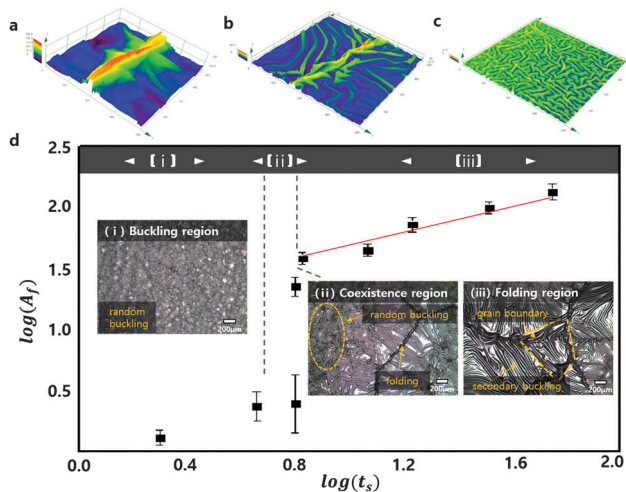 a
b
c
d
( i )
( ii )
( iii )
2.5
2.0
1.5
1.0
0.5
0.0
0.4
0.8
1.2
1.6
2.0
log(A_f)
log(t_s)
( i ) Buckling region
random
buckling
200μm
(ii) Coexistence region
random buckling
folding
200μm
(iii) Folding region
grain boundary
secondary buckling
200μm